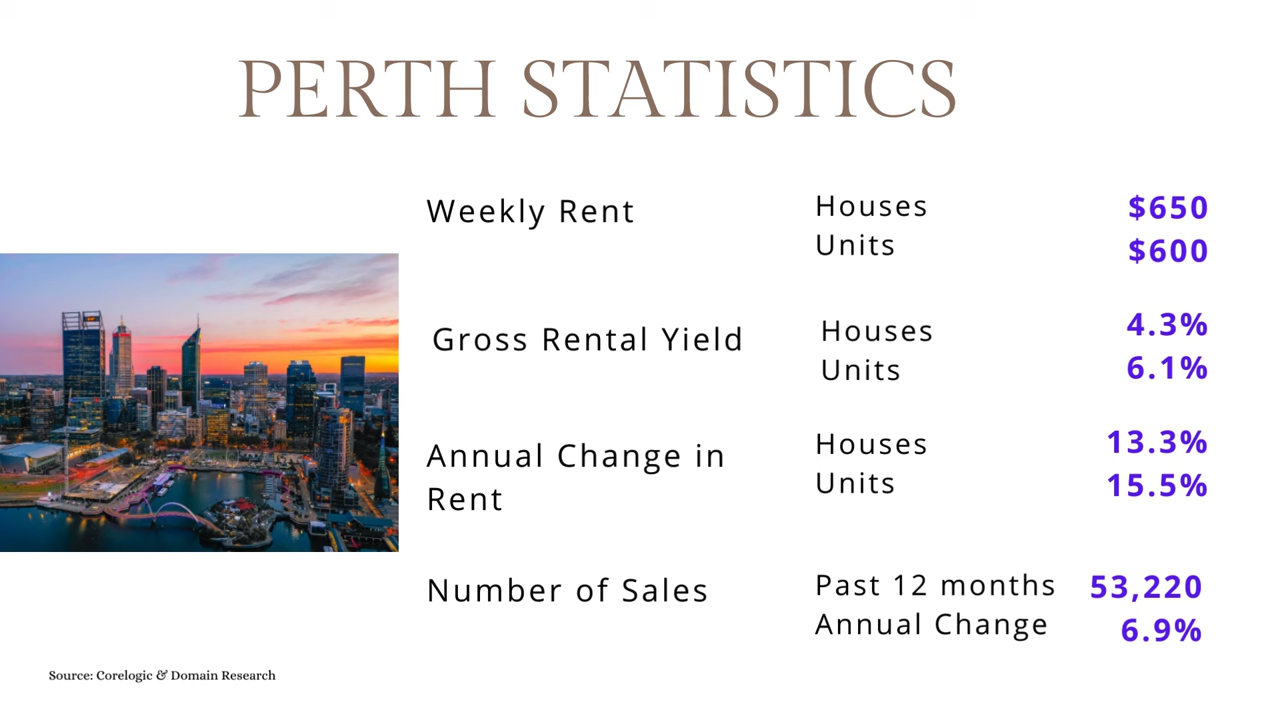 PERTH STATISTICS
Weekly Rent
Houses $650
Units $600
Gross Rental Yield
Houses 4.3%
Units 6.1%
Annual Change in
Rent
Houses 13.3%
Units 15.5%
Number of Sales
Past 12 months 53,220
Annual Change 6.9%
Source: Corelogic & Domain Research